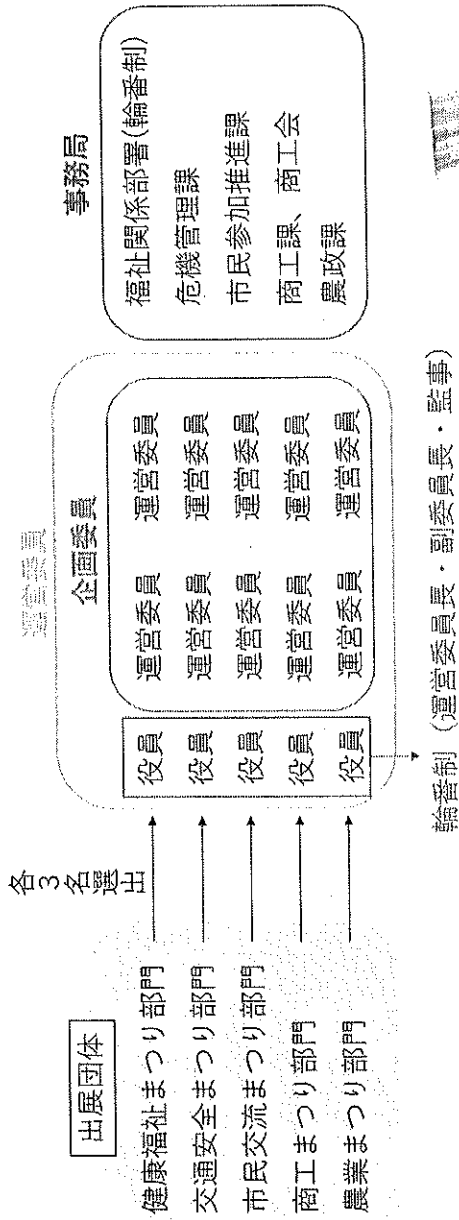 出展団体
健康福祉まつり部門
交通安全まつり部門
市民交流まつり部門
商工まつり部門
農業まつり部門
各3名選出
運営委員
企画委員
役員 運営委員 運営委員
役員 運営委員 運営委員
役員 運営委員 運営委員
役員 運営委員 運営委員
役員 運営委員 運営委員
輪番制（運営委員長・副委員長・監事）
事務局
福祉関係部署(輪番制)
危機管理課
市民参加推進課
商工課、商工会
農政課